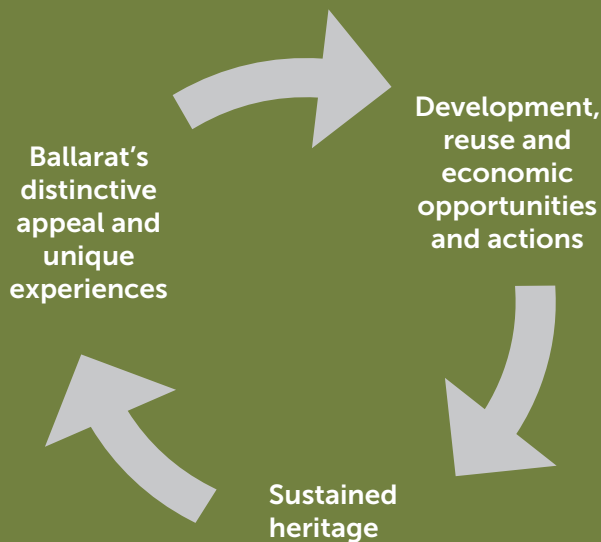 Ballarat’s
distinctive
appeal and
unique
experiences
Development,
reuse and
economic
opportunities
and actions
Sustained
heritage